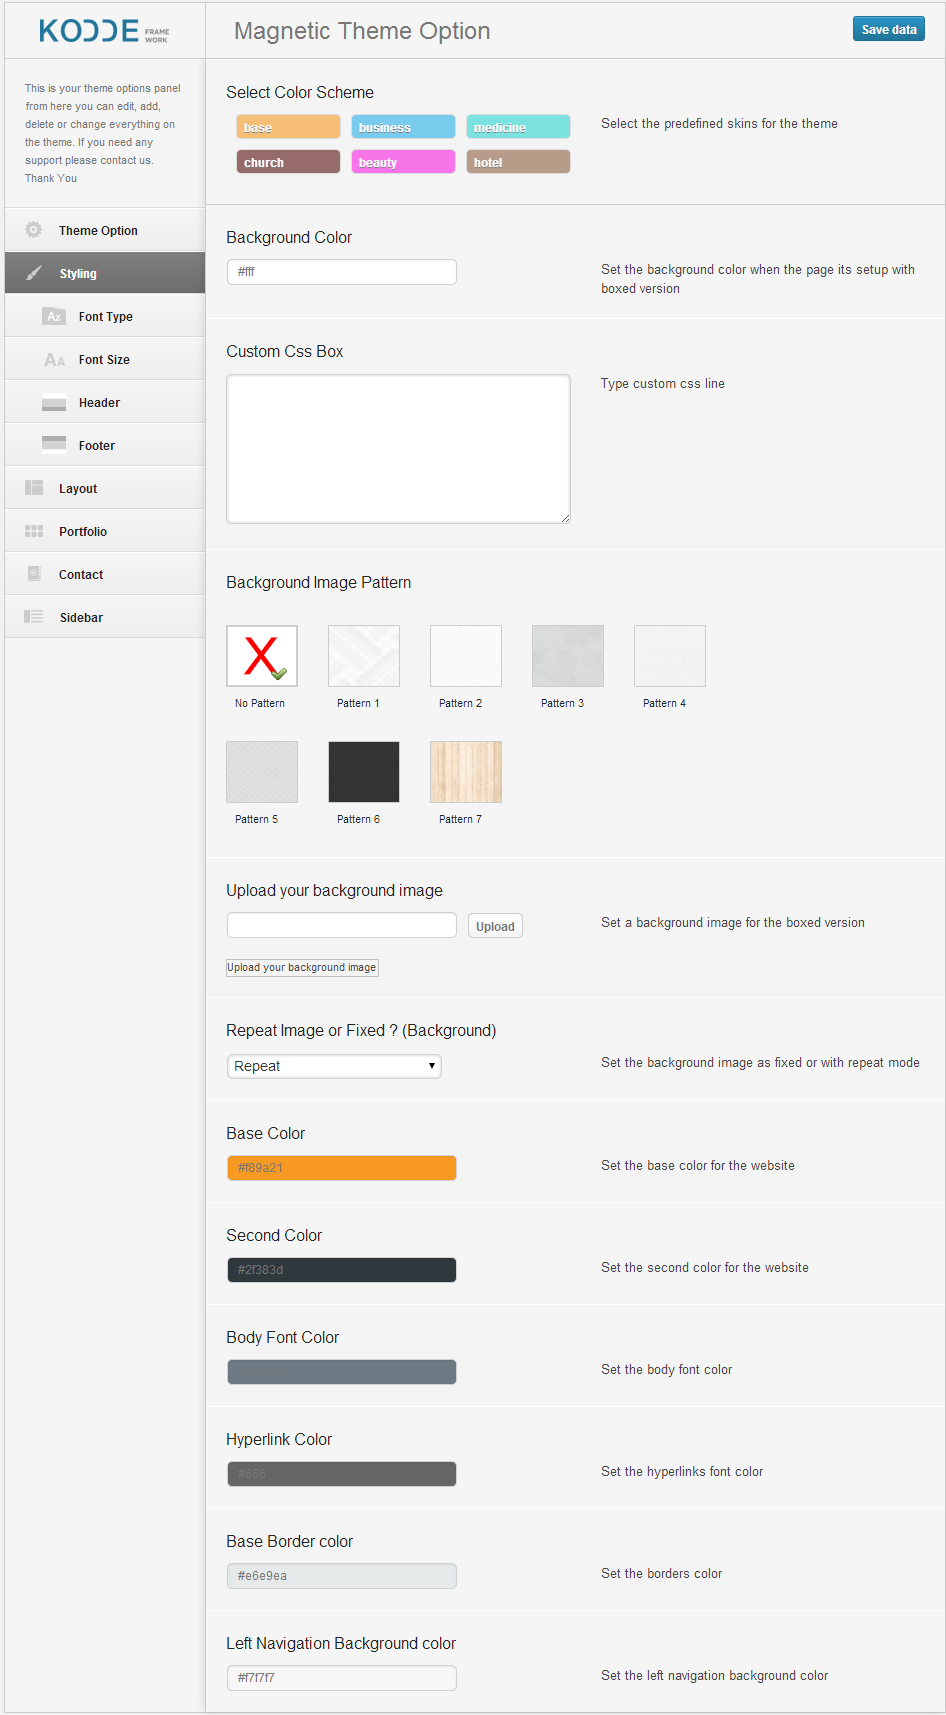 KODDE FRAME WORK
Magnetic Theme Option
Save data
This is your theme options panel
from here you can edit, add,
delete or change everything on
the theme. If you need any
support please contact us.
Thank You
Theme Option
Styling
Font Type
Font Size
Header
Footer
Layout
Portfolio
Contact
Sidebar
Select Color Scheme
base
business
medicine
church
beauty
hotel
Select the predefined skins for the theme
Background Color
#fff
Set the background color when the page its setup with
boxed version
Custom Css Box
Type custom css line
Background Image Pattern
X
No Pattern
Pattern 1
Pattern 2
Pattern 3
Pattern 4
Pattern 5
Pattern 6
Pattern 7
Upload your background image
Upload
Set a background image for the boxed version
Upload your background image
Repeat Image or Fixed ? (Background)
Repeat
Set the background image as fixed or with repeat mode
Base Color
#f89a21
Set the base color for the website
Second Color
#2f383d
Set the second color for the website
Body Font Color
Set the body font color
Hyperlink Color
#666
Set the hyperlinks font color
Base Border color
#e6e9ea
Set the borders color
Left Navigation Background color
#f7f7f7
Set the left navigation background color